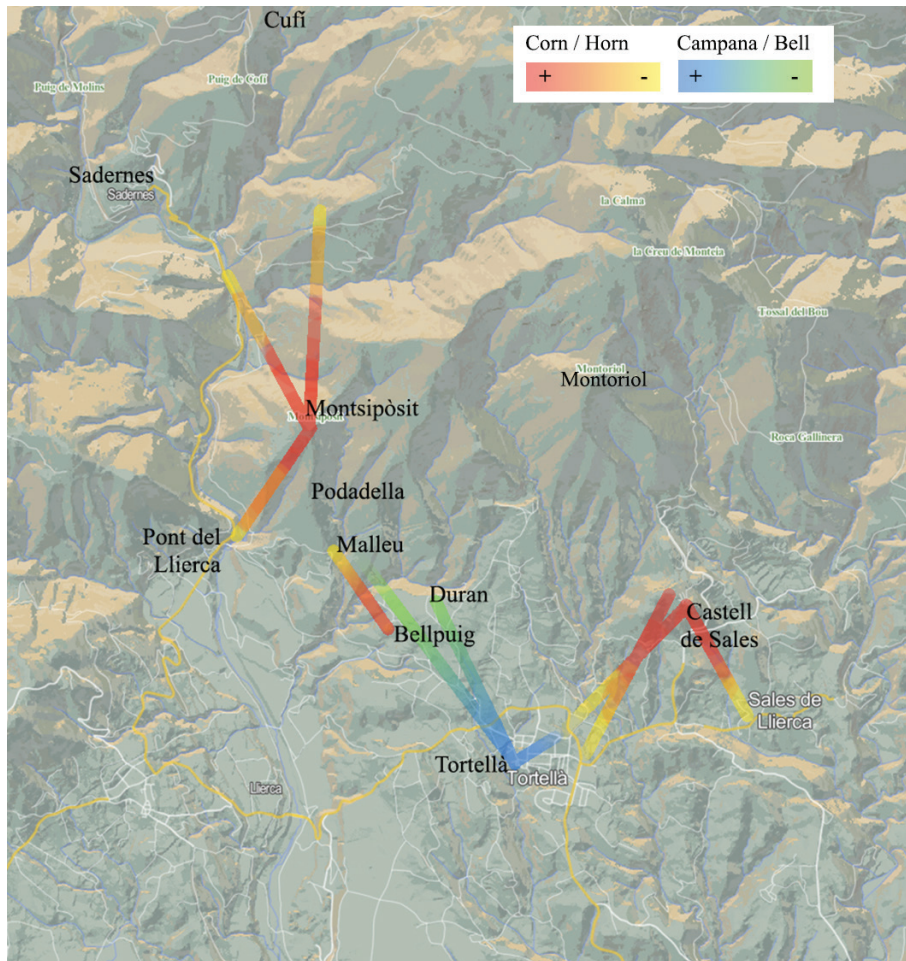 Cufí
Corn / Horn
Campana / Bell
+
-
+
-
Puig de Molins
Puig de Cofí
Sadernes
Sadernes
la Calma
la Creu de Monteia
Tossal del Bou
Montoriol
Montoriol
Montsipòsit
Montsipòsit
Roca Gallinera
Podadella
Pont del
Llierca
Malleu
Duran
Bellpuig
Castell
de Sales
Sales de
Llierca
Tortellà
Tortellà
Llierca